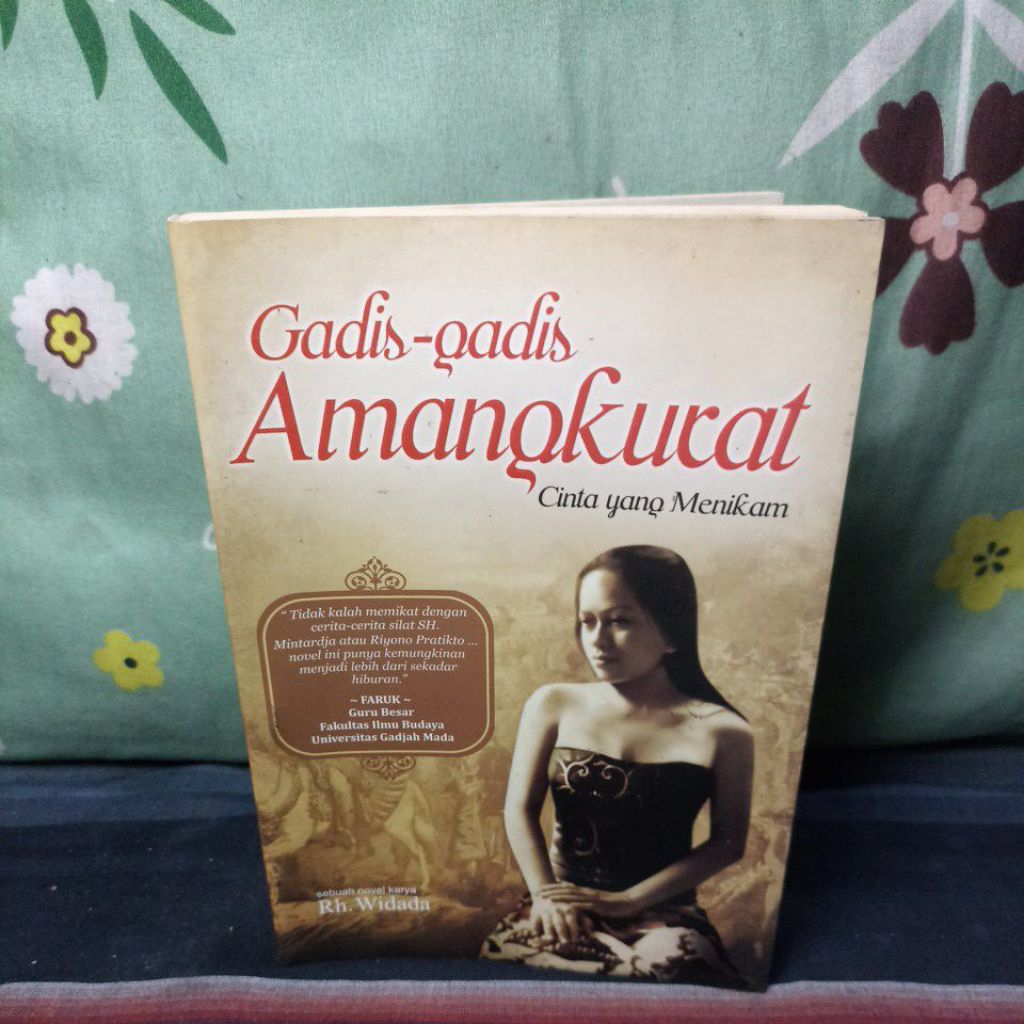 Gadis-gadis
Amangkurat
Cinta yang Menikam
" Tidak kalah memikat dengan
cerita-cerita silat SH.
Mintardja atau Riyono Pratikto ...
novel ini punya kemungkinan
menjadi lebih dari sekadar
hiburan."
~ FARUK ~
Guru Besar
Fakultas Ilmu Budaya
Universitas Gadjah Mada
sebuah novel karya
Rh. Widada